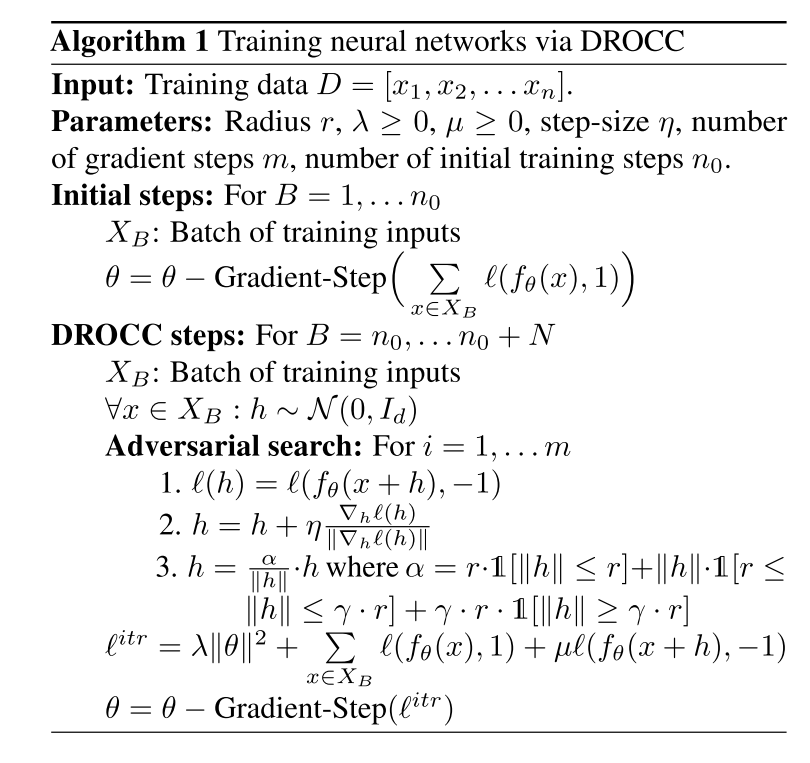 Algorithm 1 Training neural networks via DROCC
Input: Training data $D = [x_1, x_2, \ldots x_n]$.
Parameters: Radius $r$, $\lambda \geq 0$, $\mu \geq 0$, step-size $\eta$, number
of gradient steps $m$, number of initial training steps $n_0$.
Initial steps: For $B = 1, \ldots n_0$
$X_B$: Batch of training inputs
$\theta = \theta - \text{Gradient-Step}\Big(\sum_{x \in X_B} \ell(f_\theta(x), 1)\Big)$
DROCC steps: For $B = n_0, \ldots n_0 + N$
$X_B$: Batch of training inputs
$\forall x \in X_B : h \sim \mathcal{N}(0, I_d)$
Adversarial search: For $i = 1, \ldots m$
1. $\ell(h) = \ell(f_\theta(x + h), -1)$
2. $h = h + \eta \frac{\nabla_h \ell(h)}{\|\nabla_h \ell(h)\|}$
3. $h = \frac{\alpha}{\|h\|} \cdot h$ where $\alpha = r \cdot \mathbb{1}[\|h\| \leq r] + \|h\| \cdot \mathbb{1}[r \leq$
$\|h\| \leq \gamma \cdot r] + \gamma \cdot r \cdot \mathbb{1}[\|h\| \geq \gamma \cdot r]$
$\ell^{itr} = \lambda \|\theta\|^2 + \sum_{x \in X_B} \ell(f_\theta(x), 1) + \mu \ell(f_\theta(x + h), -1)$
$\theta = \theta - \text{Gradient-Step}(\ell^{itr})$